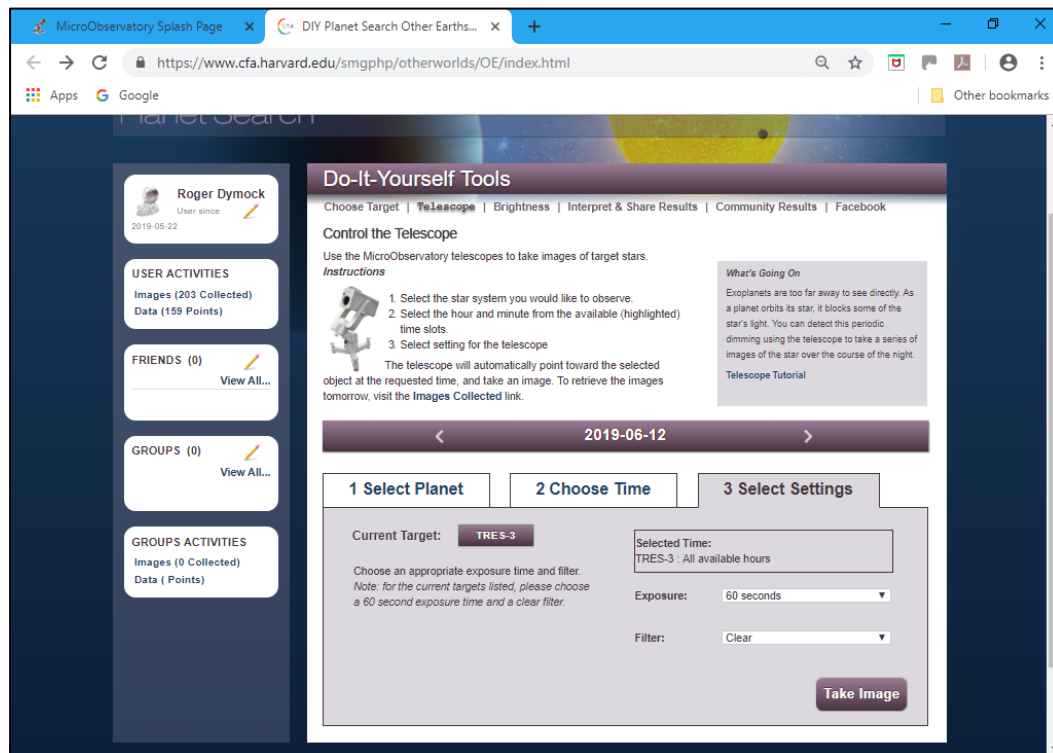 MicroObservatory Splash Page
DIY Planet Search Other Earths...
https://www.cfa.harvard.edu/smgphp/otherworlds/OE/index.html
Apps
Google
Other bookmarks
Planet Search
Roger Dymock
User since
2019-05-22
USER ACTIVITIES
Images (203 Collected)
Data (159 Points)
FRIENDS (0)
View All...
GROUPS (0)
View All...
GROUPS ACTIVITIES
Images (0 Collected)
Data ( Points)
Do-It-Yourself Tools
Choose Target | Telescope | Brightness | Interpret & Share Results | Community Results | Facebook
Control the Telescope
Use the MicroObservatory telescopes to take images of target stars.
Instructions
1. Select the star system you would like to observe.
2. Select the hour and minute from the available (highlighted)
time slots.
3. Select setting for the telescope
The telescope will automatically point toward the selected
object at the requested time, and take an image. To retrieve the images
tomorrow, visit the Images Collected link.
What's Going On
Exoplanets are too far away to see directly. As
a planet orbits its star, it blocks some of the
star's light. You can detect this periodic
dimming using the telescope to take a series of
images of the star over the course of the night.
Telescope Tutorial
2019-06-12
1 Select Planet
2 Choose Time
3 Select Settings
Current Target: TRES-3
Choose an appropriate exposure time and filter.
Note: for the current targets listed, please choose
a 60 second exposure time and a clear filter.
Selected Time:
TRES-3 : All available hours
Exposure: 60 seconds
Filter: Clear
Take Image